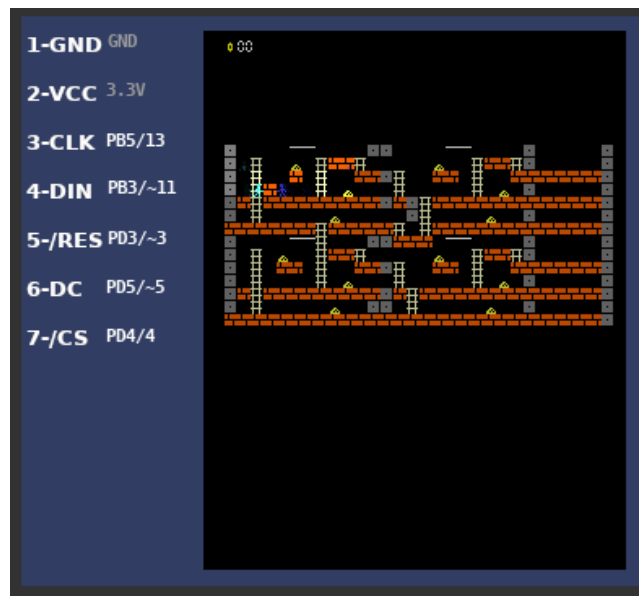 1-GND GND
2-VCC 3.3V
3-CLK PB5/13
4-DIN PB3/~11
5-/RES PD3/~3
6-DC PD5/~5
7-/CS PD4/4
00